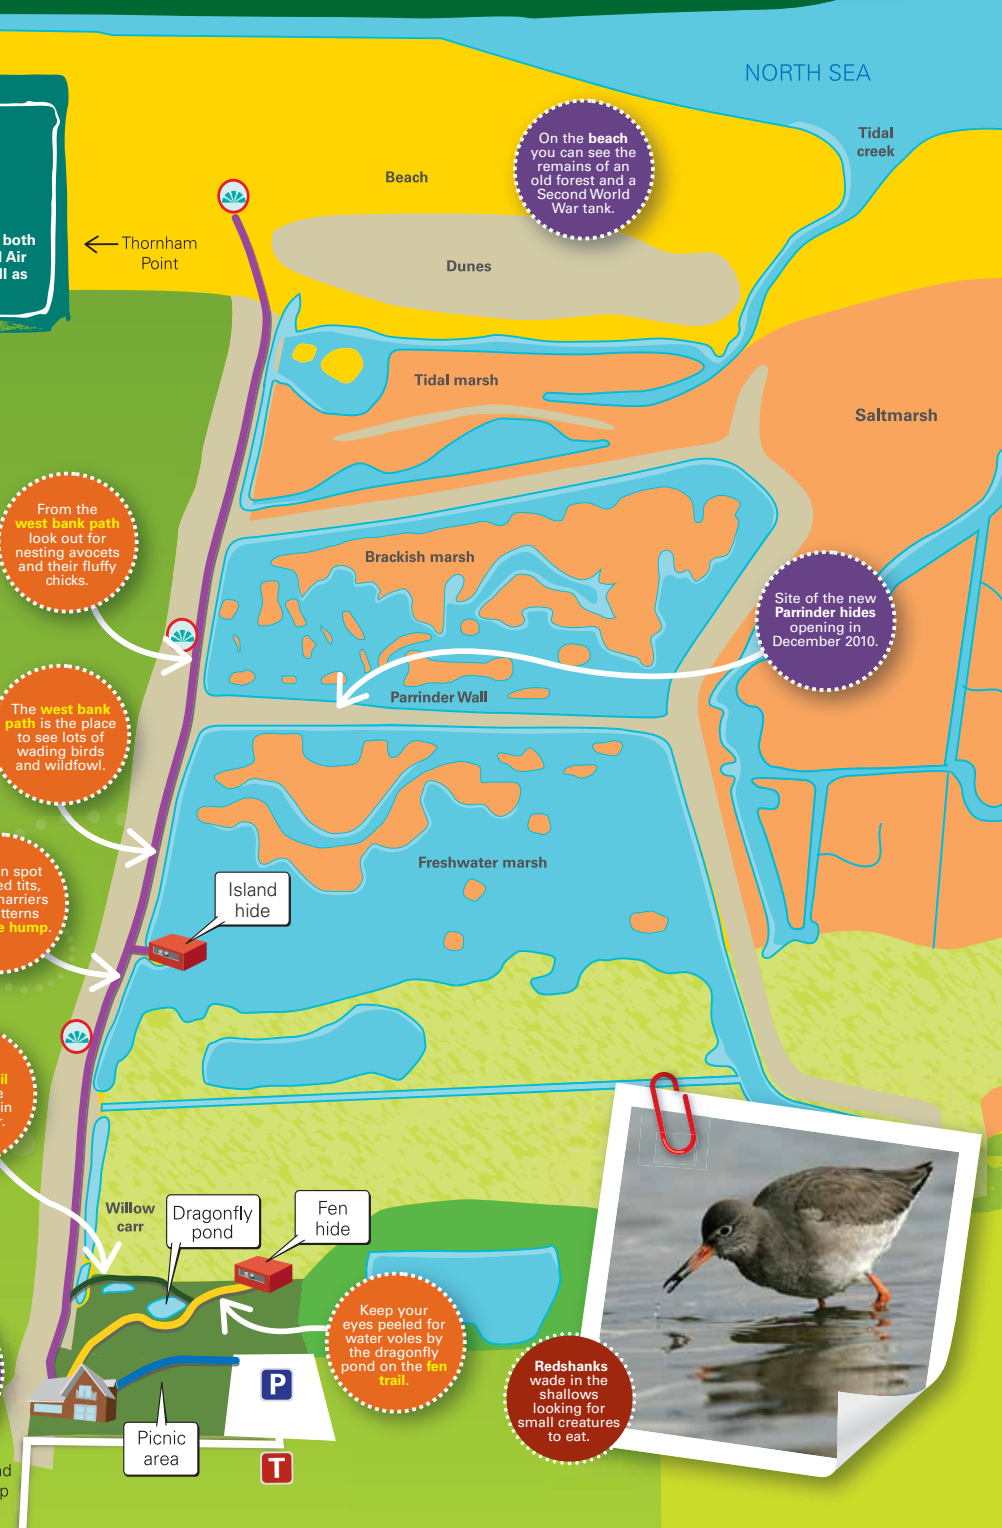 NORTH SEA
Tidal
creek
On the beach
you can see the
remains of an
old forest and a
Second World
War tank.
Beach
both
Air
as
Thornham
Point
Dunes
Tidal marsh
Saltmarsh
From the
west bank path
look out for
nesting avocets
and their fluffy
chicks.
Brackish marsh
Site of the new
Parrinder hides
opening in
December 2010.
Parrinder Wall
The west bank
path is the place
to see lots of
wading birds
and wildfowl.
Freshwater marsh
spot
tits,
hump.
Island
hide
in
Willow
carr
Dragonfly
pond
Fen
hide
Keep your
eyes peeled for
water voles by
the dragonfly
pond on the fen
trail.
Redshanks
wade in the
shallows
looking for
small creatures
to eat.
P
Picnic
area
T